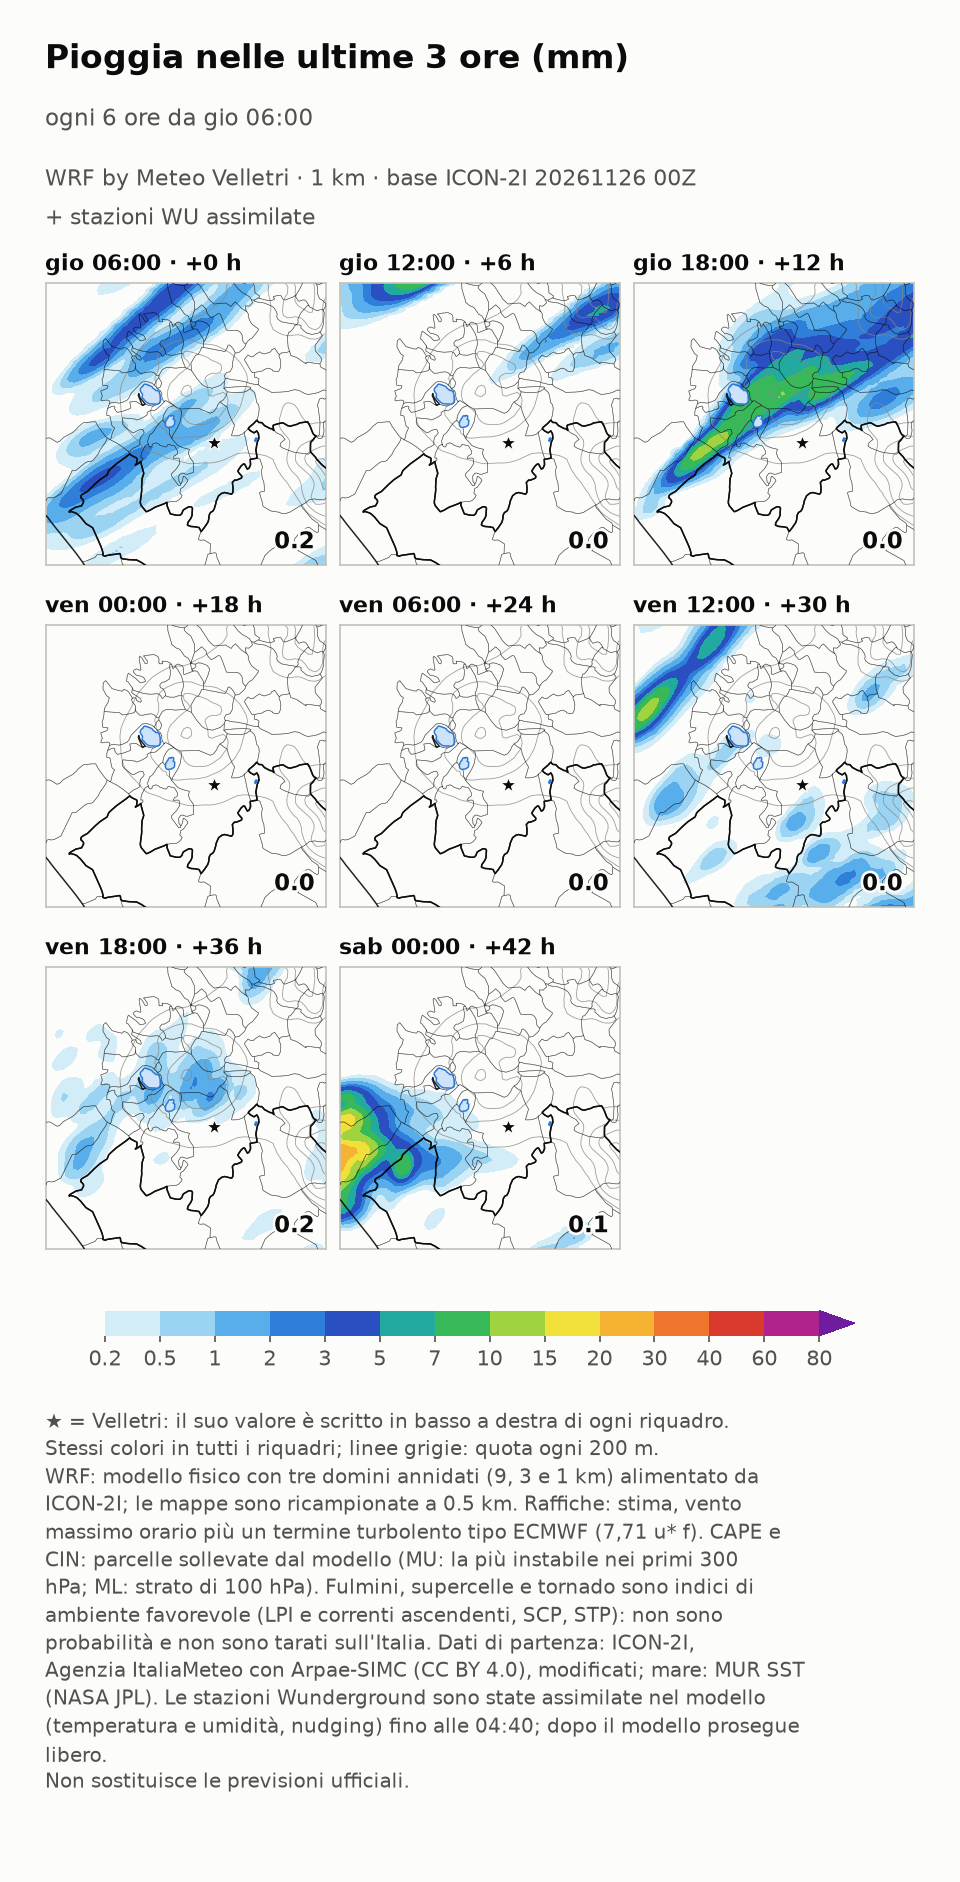 Pioggia nelle ultime 3 ore (mm)
ogni 6 ore da gio 06:00
WRF by Meteo Velletri · 1 km · base ICON-2I 20261126 00Z
+ stazioni WU assimilate
gio 06:00 · +0 h
gio 12:00 · +6 h
gio 18:00 · +12 h
0.2
0.0
0.0
ven 00:00 · +18 h
ven 06:00 · +24 h
ven 12:00 · +30 h
0.0
0.0
0.0
ven 18:00 · +36 h
sab 00:00 · +42 h
0.2
0.1
0.2 0.5 1 2 3 5 7 10 15 20 30 40 60 80
★ = Velletri: il suo valore è scritto in basso a destra di ogni riquadro.
Stessi colori in tutti i riquadri; linee grigie: quota ogni 200 m.
WRF: modello fisico con tre domini annidati (9, 3 e 1 km) alimentato da
ICON-2I; le mappe sono ricampionate a 0.5 km. Raffiche: stima, vento
massimo orario più un termine turbolento tipo ECMWF (7,71 u* f). CAPE e
CIN: parcelle sollevate dal modello (MU: la più instabile nei primi 300
hPa; ML: strato di 100 hPa). Fulmini, supercelle e tornado sono indici di
ambiente favorevole (LPI e correnti ascendenti, SCP, STP): non sono
probabilità e non sono tarati sull'Italia. Dati di partenza: ICON-2I,
Agenzia ItaliaMeteo con Arpae-SIMC (CC BY 4.0), modificati; mare: MUR SST
(NASA JPL). Le stazioni Wunderground sono state assimilate nel modello
(temperatura e umidità, nudging) fino alle 04:40; dopo il modello prosegue
libero.
Non sostituisce le previsioni ufficiali.